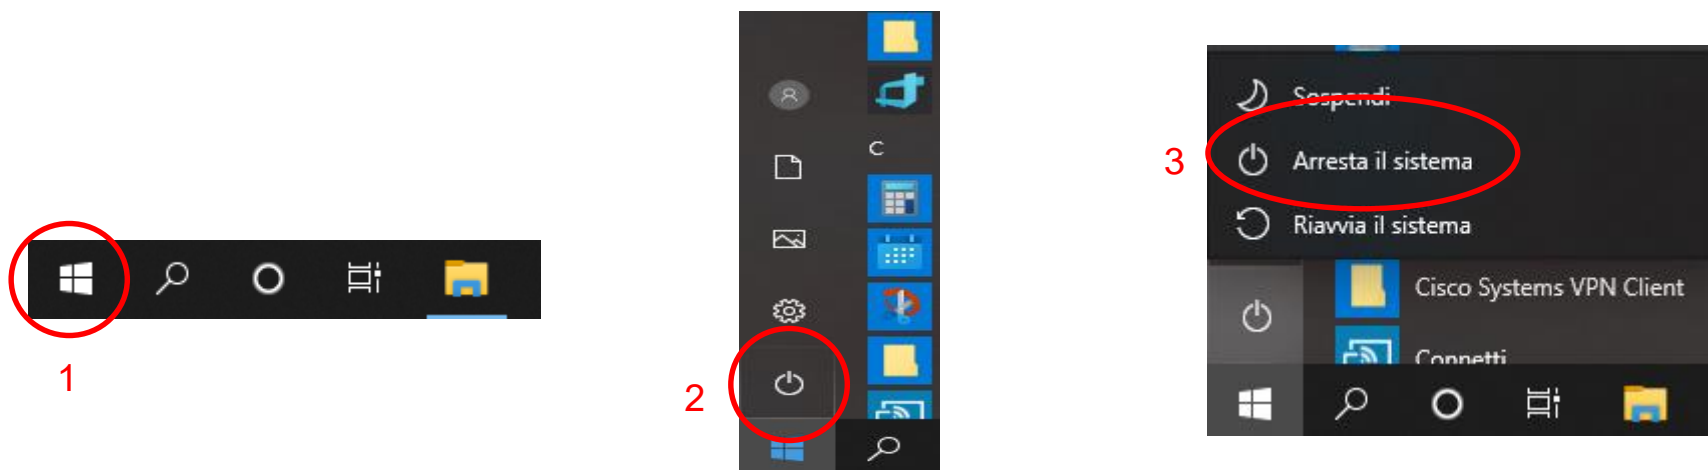 1
2
C
3
Sospendi
Arresta il sistema
Riavvia il sistema
Cisco Systems VPN Client
Connetti